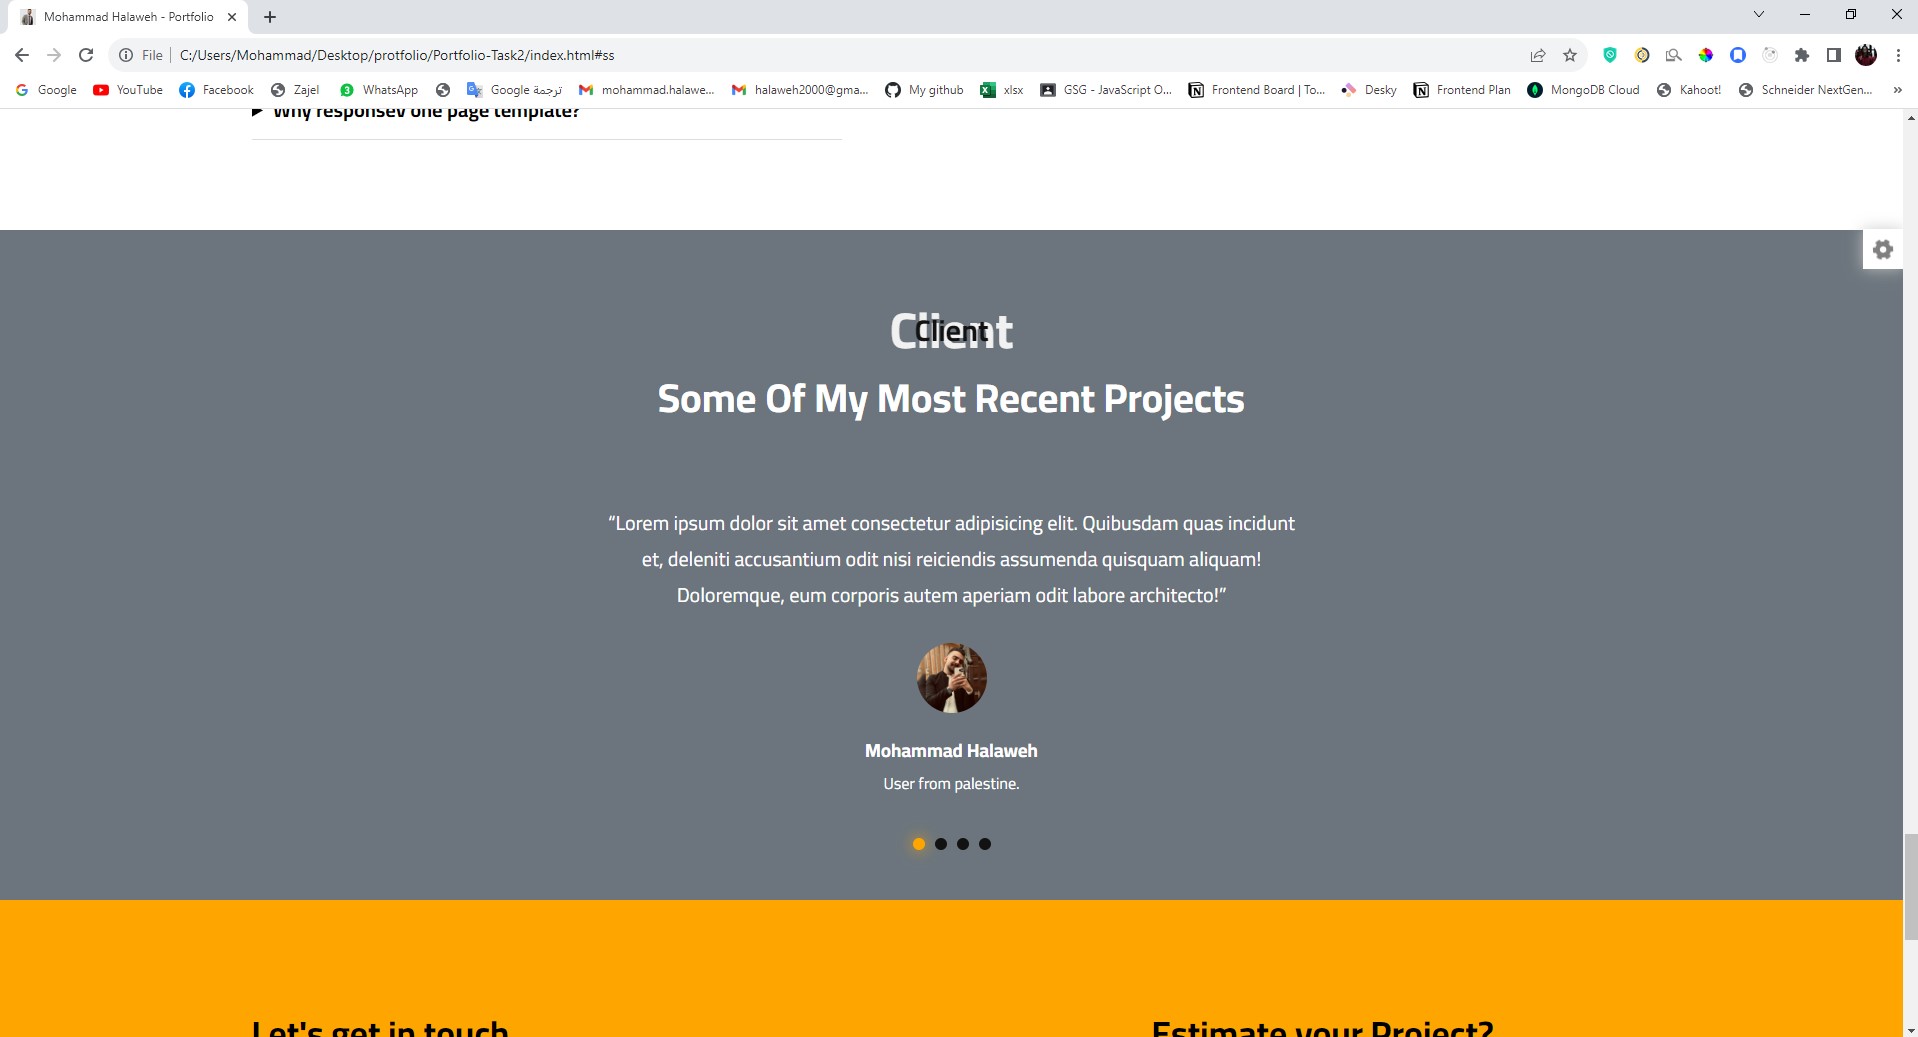 Mohammad Halaweh - Portfolio
File
C:/Users/Mohammad/Desktop/protfolio/Portfolio-Task2/index.html#ss
Google
YouTube
Facebook
Zajel
3
WhatsApp
Google ترجمة
mohammad.halawe...
halaweh2000@gma...
My github
xlsx
GSG - JavaScript O...
Frontend Board | To...
Desky
Frontend Plan
MongoDB Cloud
Kahoot!
Schneider NextGen...
»
Why responsev one page template?
Client
Client
Some Of My Most Recent Projects
“Lorem ipsum dolor sit amet consectetur adipisicing elit. Quibusdam quas incidunt
et, deleniti accusantium odit nisi reiciendis assumenda quisquam aliquam!
Doloremque, eum corporis autem aperiam odit labore architecto!”
Mohammad Halaweh
User from palestine.
Let's get in touch
Estimate your Project?